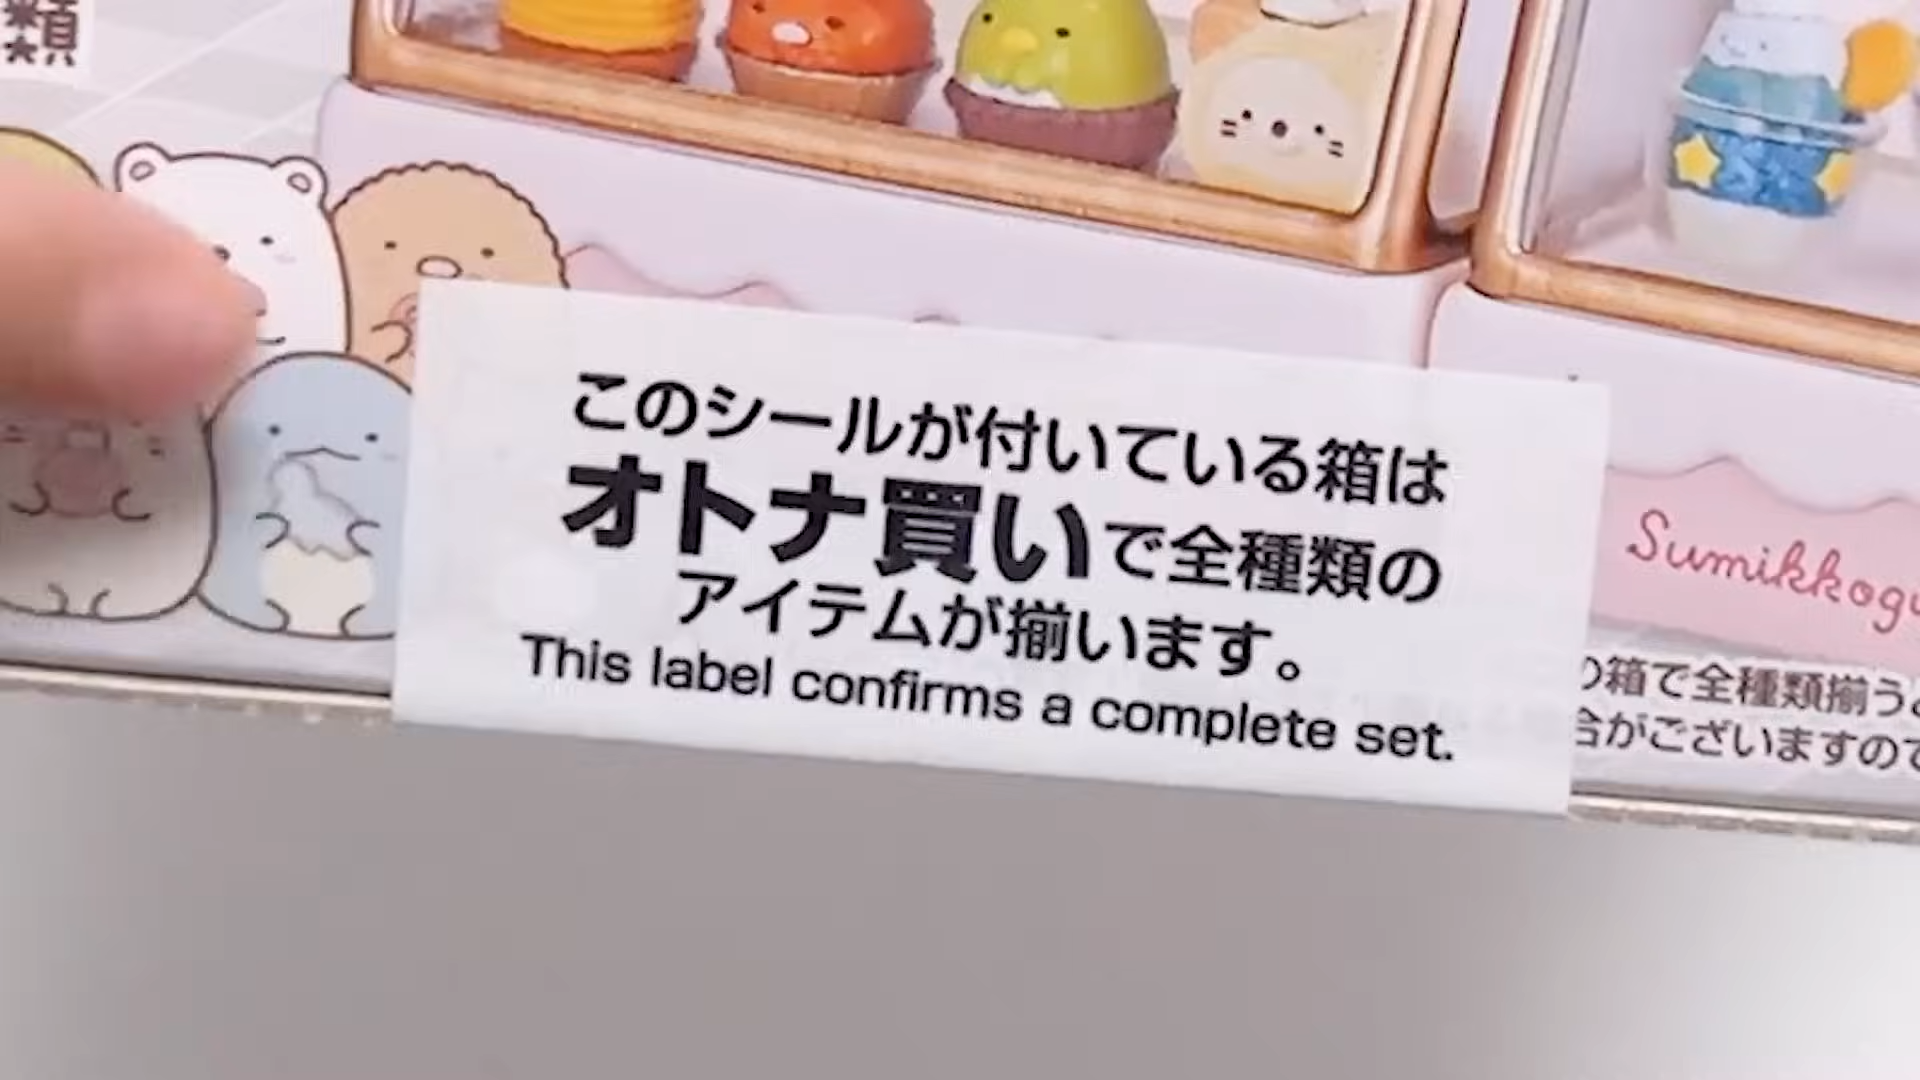 類
このシールが付いている箱は
オトナ買いで全種類の
アイテムが揃います。
This label confirms a complete set.
Sumikkogu
の箱で全種類揃う
合がございますので